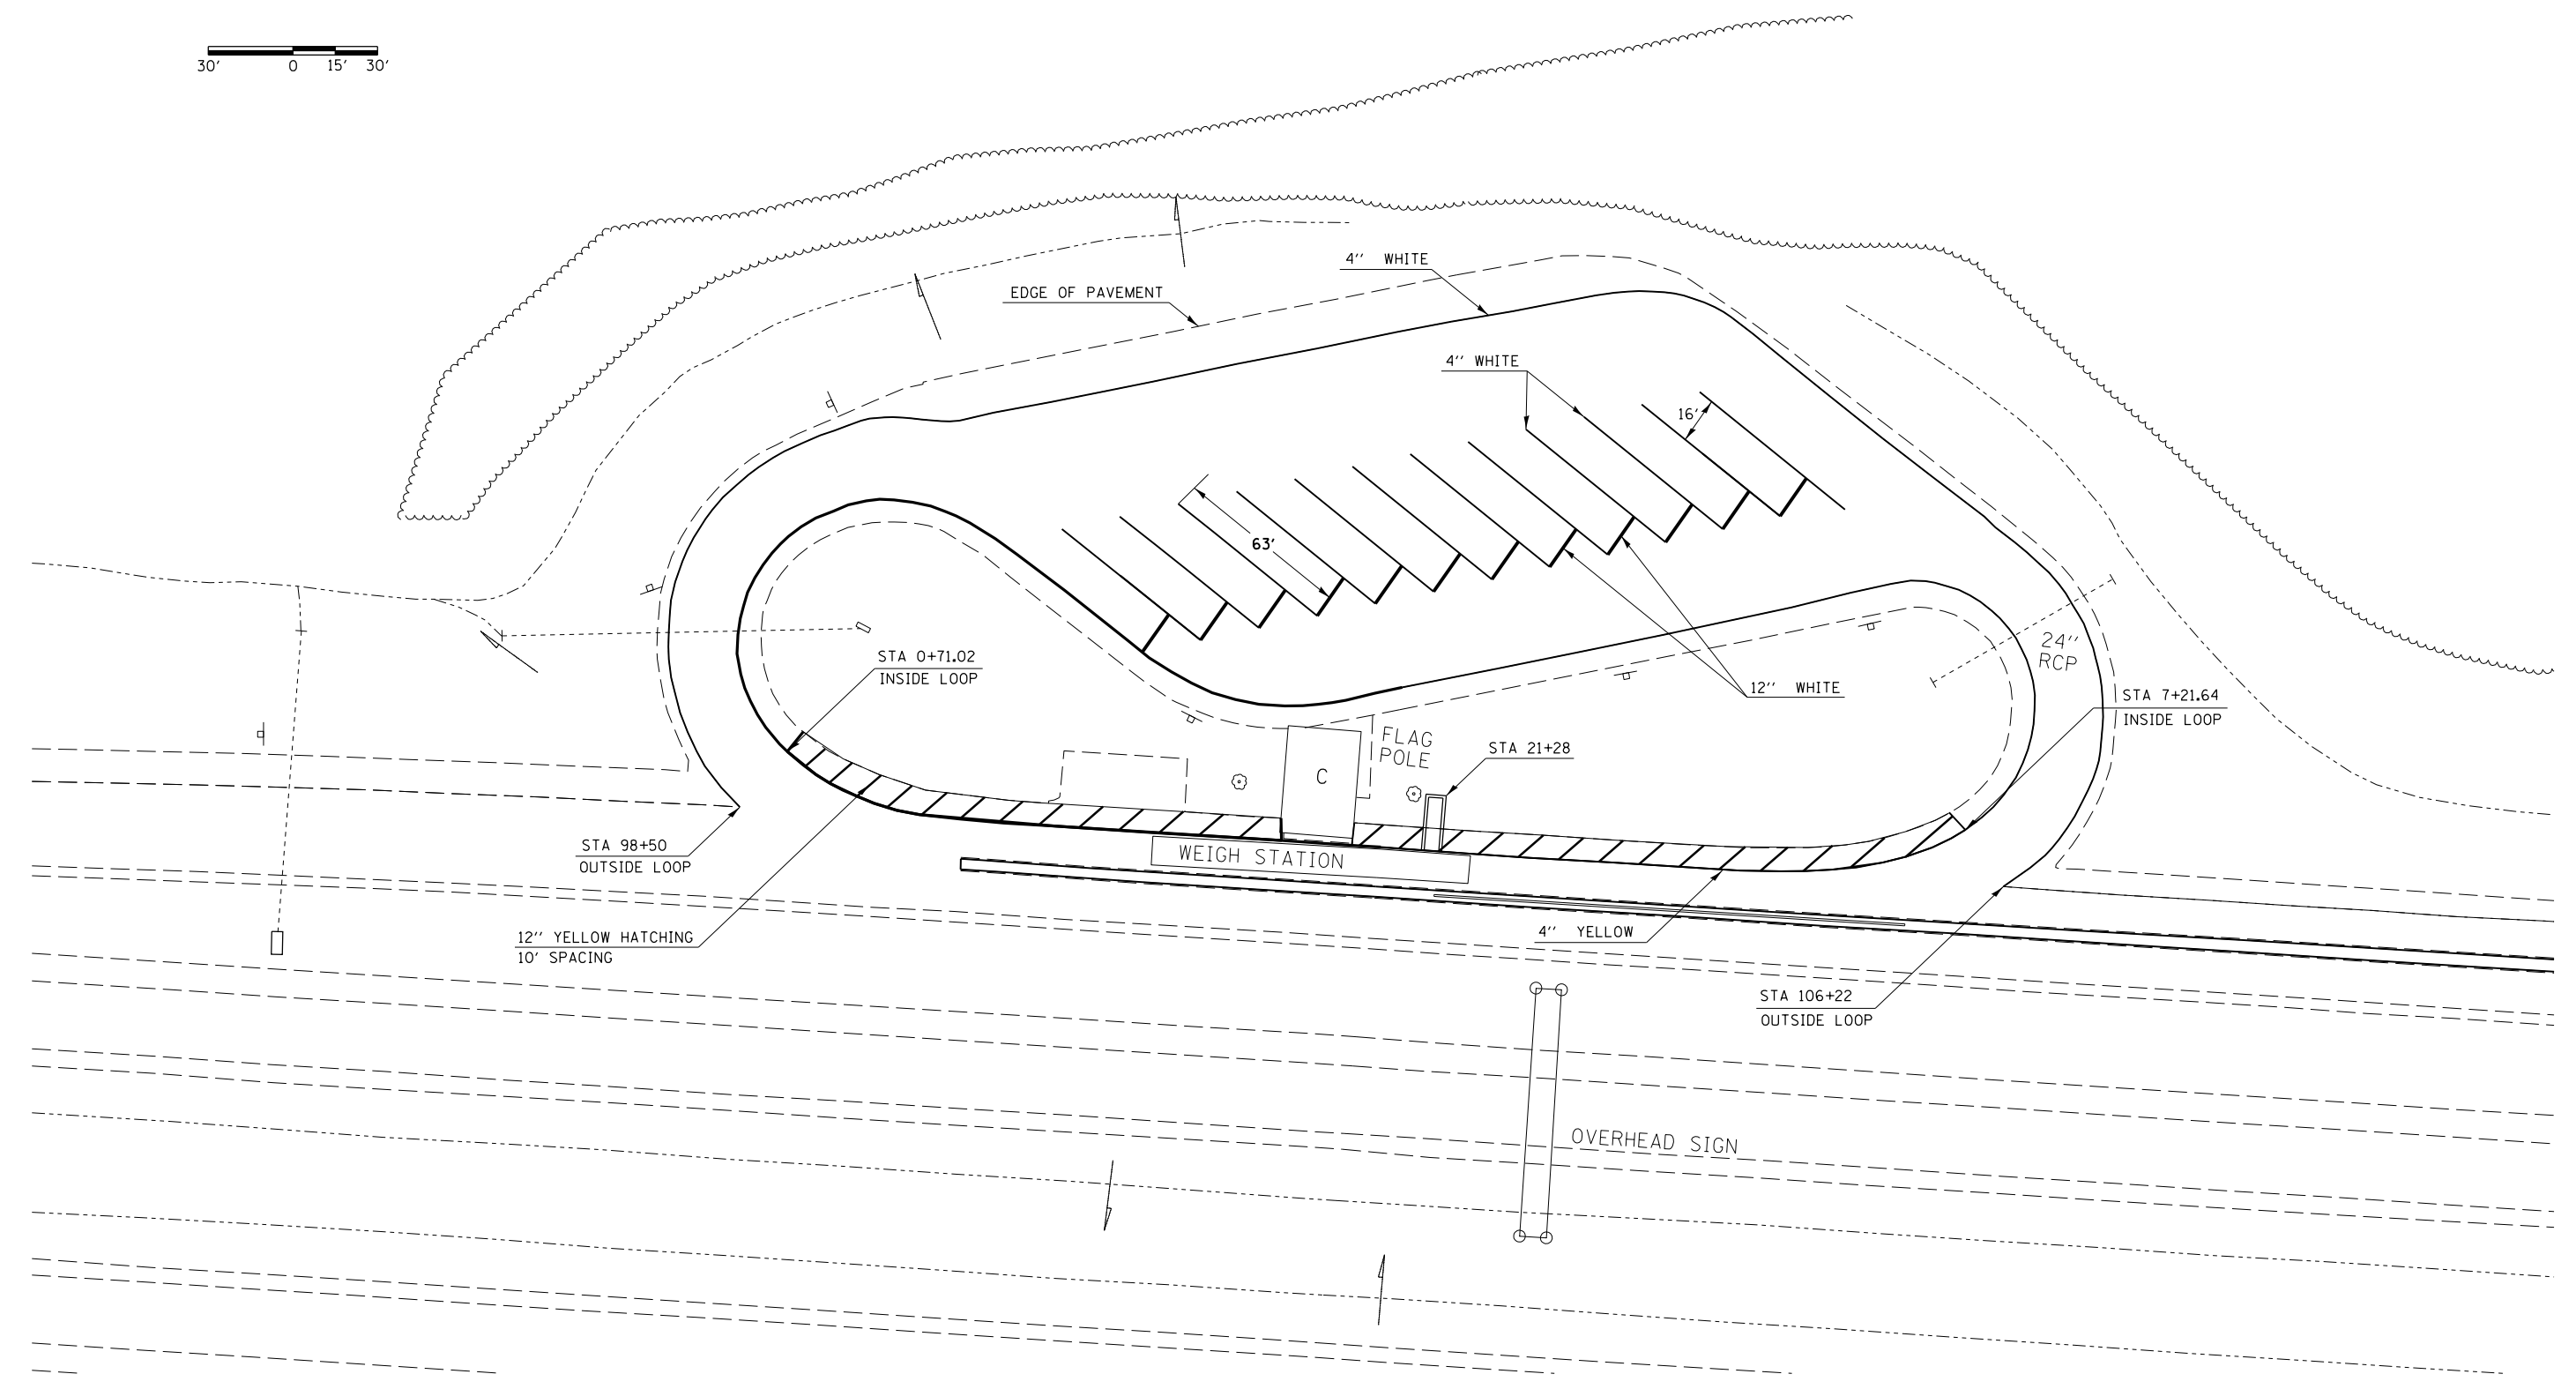 30' 0 15' 30'
4'' WHITE
EDGE OF PAVEMENT
4'' WHITE
16'
63'
24''
RCP
STA 0+71.02
INSIDE LOOP
12'' WHITE
STA 7+21.64
INSIDE LOOP
FLAG
POLE
STA 21+28
C
STA 98+50
OUTSIDE LOOP
WEIGH STATION
12'' YELLOW HATCHING
10' SPACING
4'' YELLOW
STA 106+22
OUTSIDE LOOP
OVERHEAD SIGN